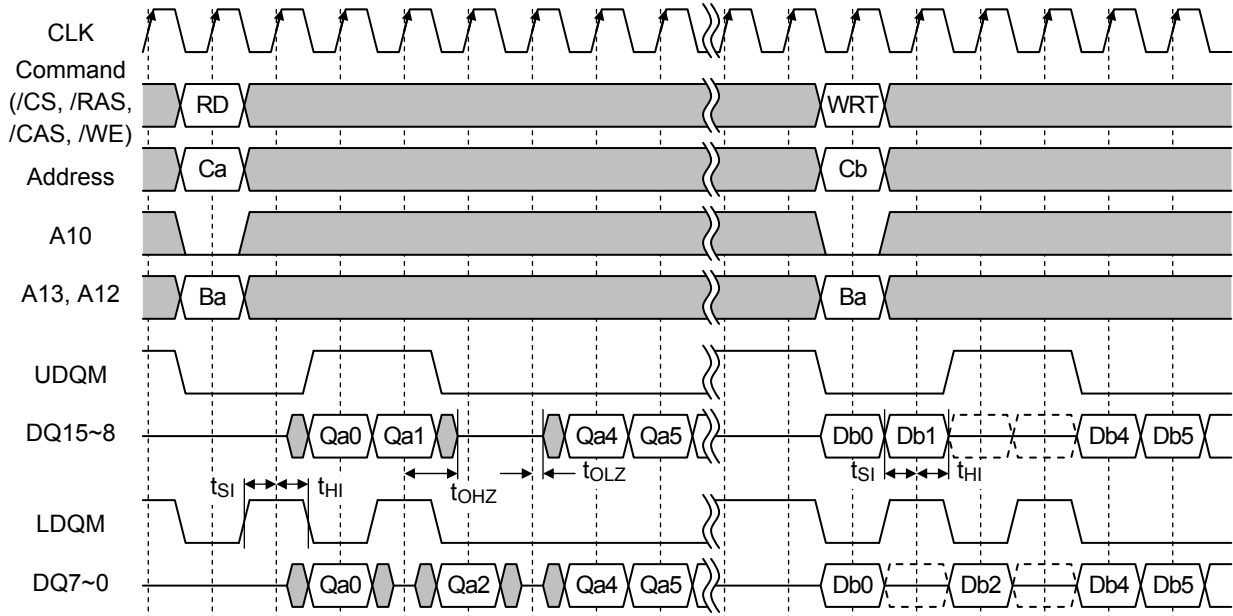 CLK
Command
(/CS, /RAS,
/CAS, /WE)
RD
WRT
Address
Ca
Cb
A10
A13, A12
Ba
Ba
UDQM
DQ15~8
Qa0
Qa1
Qa4
Qa5
Db0
Db1
Db4
Db5
tSI
tHI
tOHZ
tOLZ
tSI
tHI
LDQM
DQ7~0
Qa0
Qa2
Qa4
Qa5
Db0
Db2
Db4
Db5